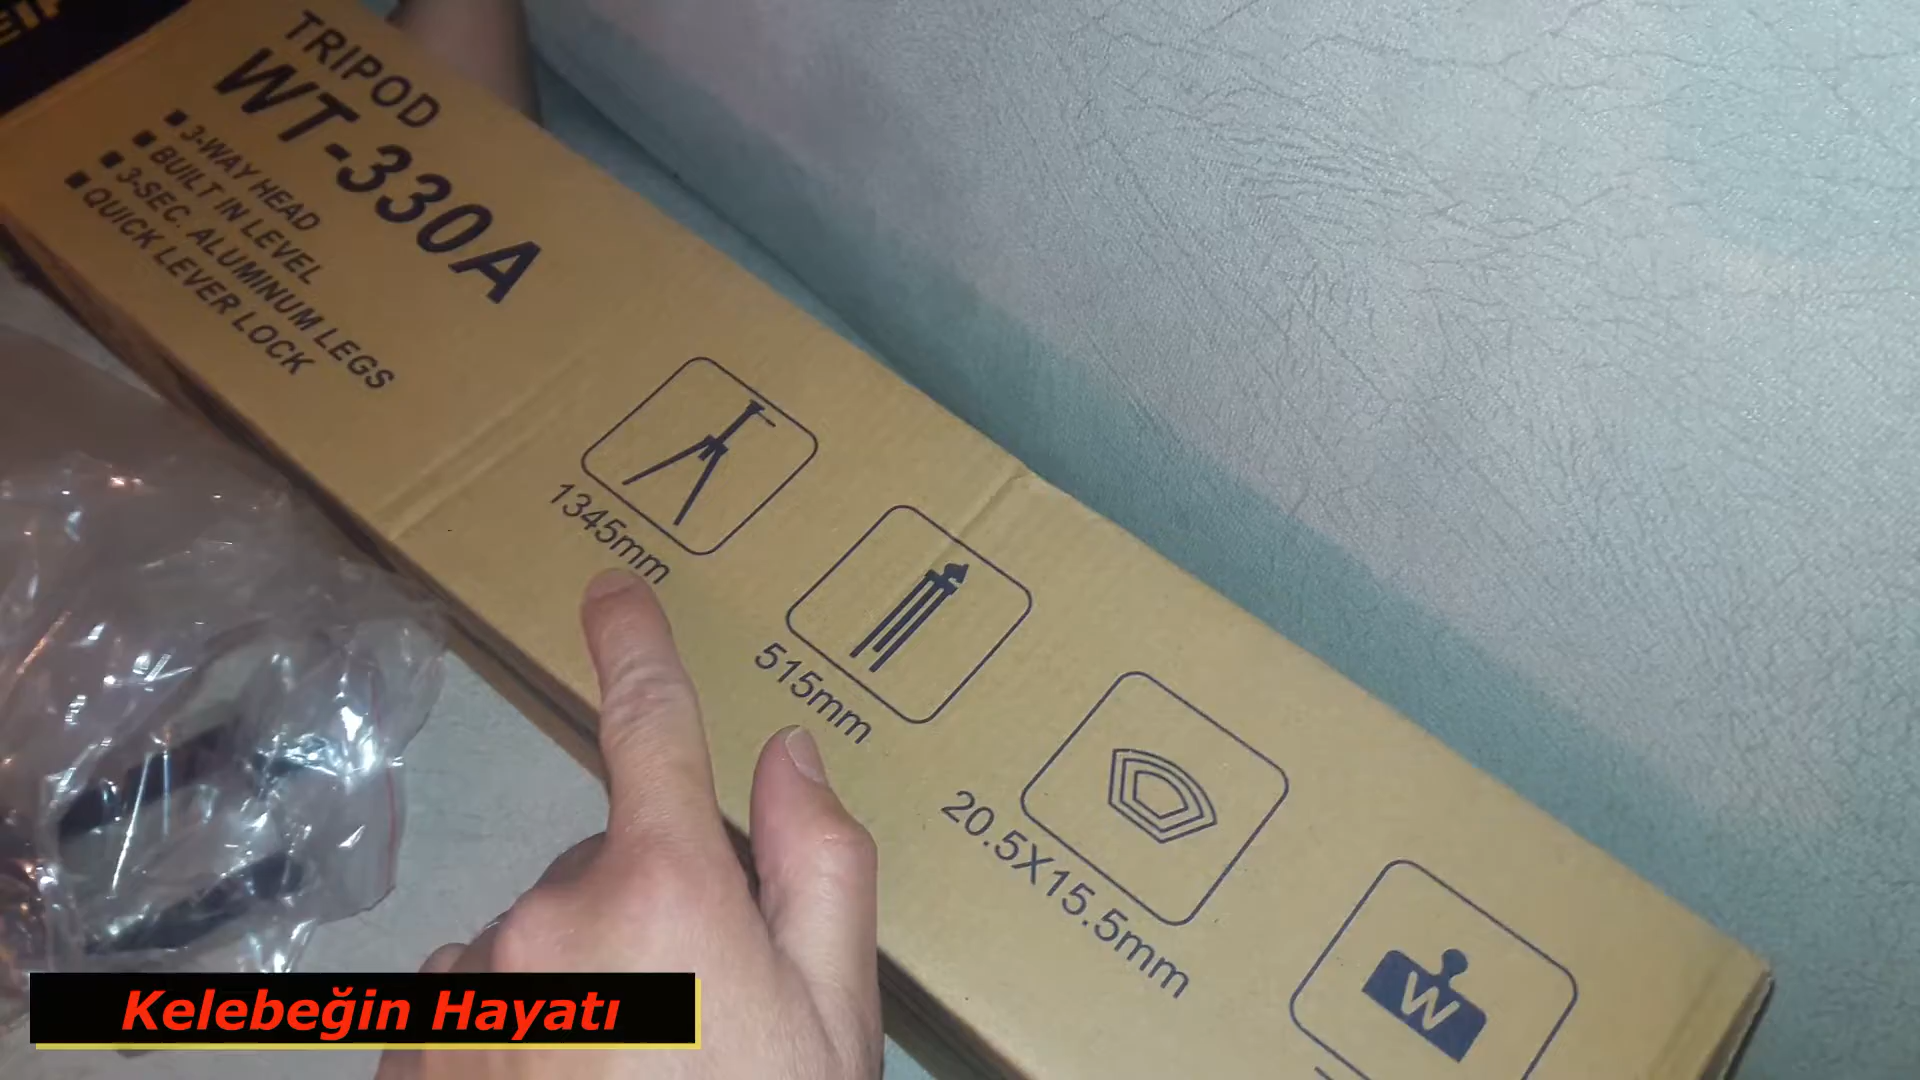 TRIPOD
WT-330A
3-WAY HEAD
BUILT IN LEVEL
3-SEC. ALUMINUM LEGS
QUICK LEVER LOCK
1345mm
515mm
20.5X15.5mm
W
Kelebeğin Hayatı